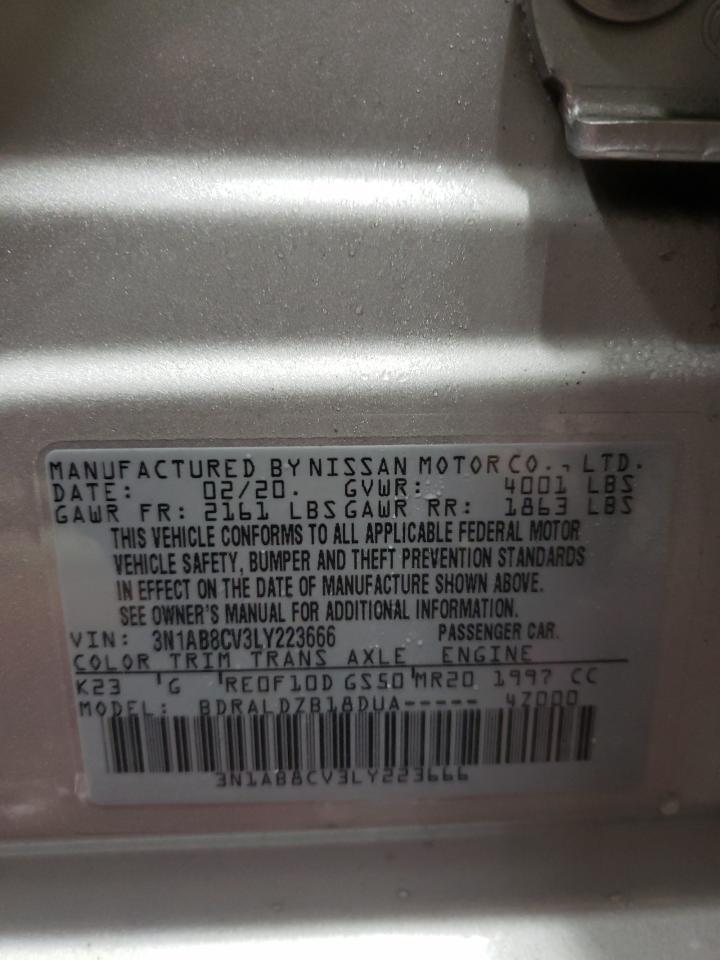 MANUFACTURED BY NISSAN MOTOR CO., LTD.
DATE: 02/20. GVWR: 4001 LBS
GAWR FR: 2161 LBS GAWR RR: 1863 LBS
THIS VEHICLE CONFORMS TO ALL APPLICABLE FEDERAL MOTOR
VEHICLE SAFETY, BUMPER AND THEFT PREVENTION STANDARDS
IN EFFECT ON THE DATE OF MANUFACTURE SHOWN ABOVE.
SEE OWNER'S MANUAL FOR ADDITIONAL INFORMATION.
VIN: 3N1AB8CV3LY223666 PASSENGER CAR.
COLOR TRIM TRANS AXLE ENGINE
K23 G RE0F10D GS50 MR20 1997 CC
MODEL: BDRALDZB18DUA----- 4Z000
3N1AB8CV3LY223666